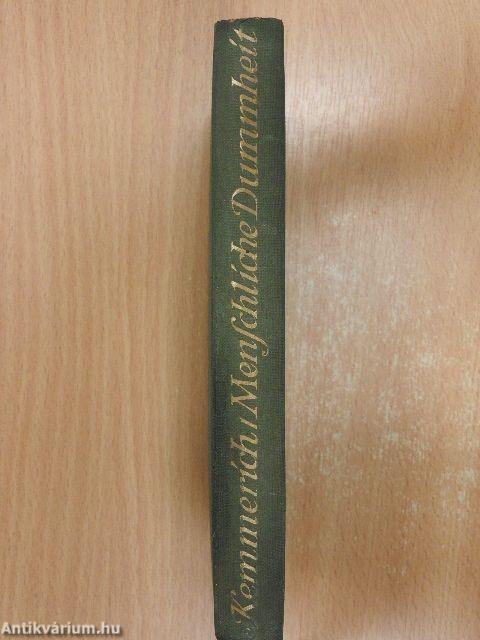 Kemmerich / Menſchliche Dummheit
Antikvárium.hu